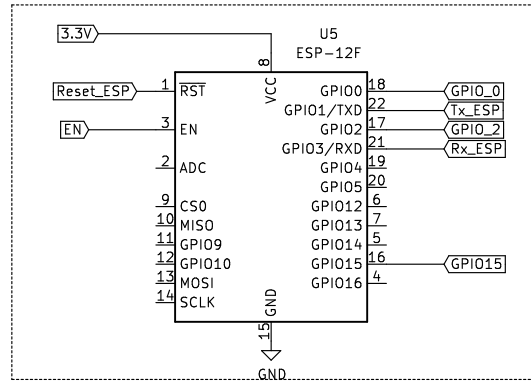 3.3V
U5
ESP-12F
8
VCC
Reset_ESP 1 RST GPIO0 18 GPIO_0
GPIO1/TXD 22 Tx_ESP
EN 3 EN GPIO2 17 GPIO_2
GPIO3/RXD 21 Rx_ESP
2 ADC GPIO4 19
GPIO5 20
9 CS0 GPIO12 6
10 MISO GPIO13 7
11 GPIO9 GPIO14 5
12 GPIO10 GPIO15 16 GPIO15
13 MOSI GPIO16 4
14 SCLK
GND
15
GND